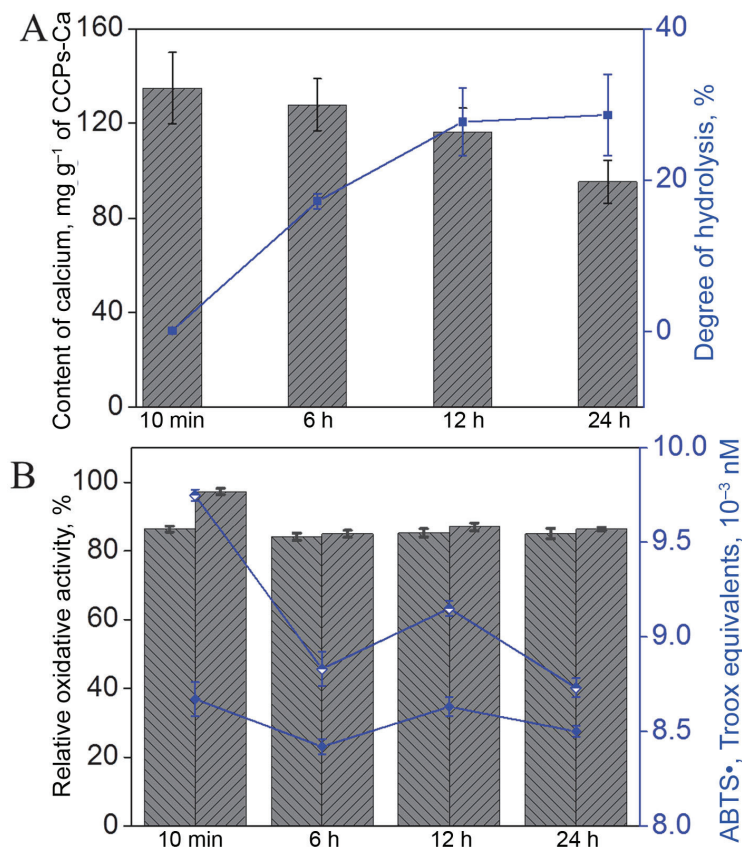 A
160
120
80
40
0
Content of calcium, mg g⁻¹ of CCPs-Ca
10 min
6 h
12 h
24 h
40
20
0
Degree of hydrolysis, %
B
100
80
60
40
20
0
Relative oxidative activity, %
10 min
6 h
12 h
24 h
10.0
9.5
9.0
8.5
8.0
ABTS•, Troox equivalents, 10⁻³ nM